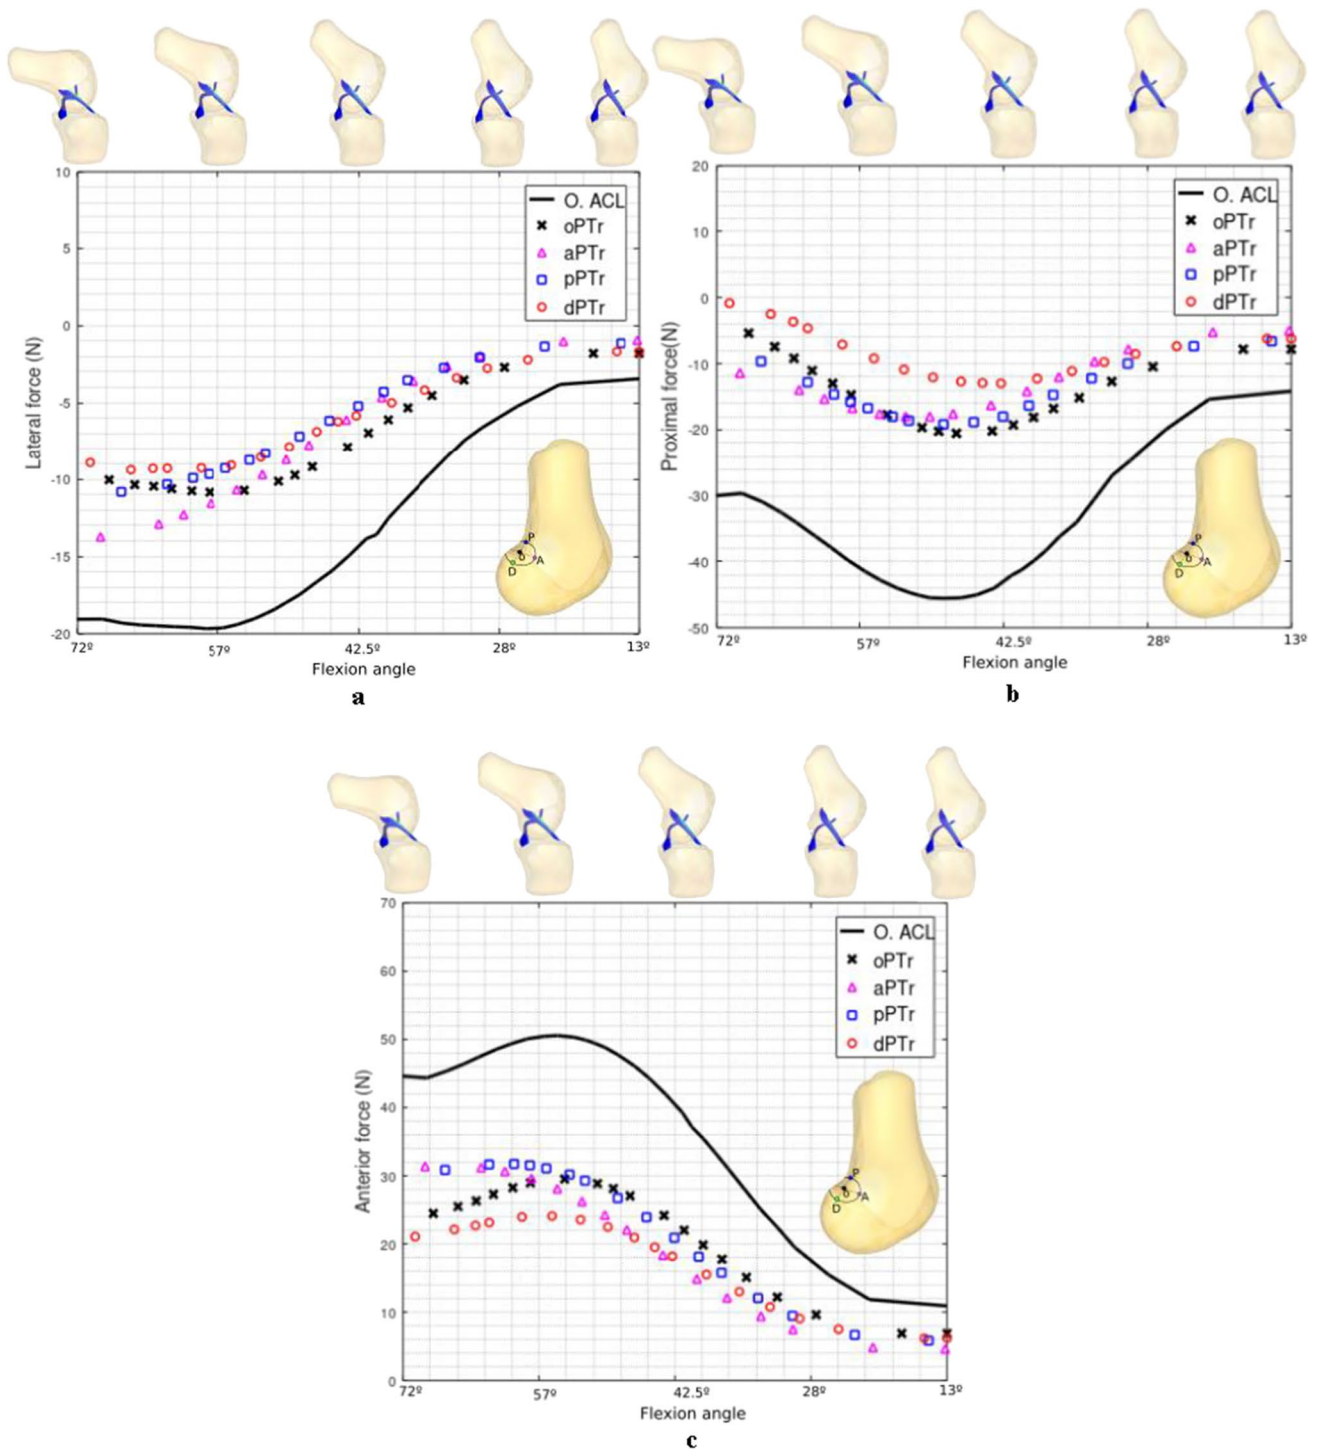 10
5
0
-5
-10
-15
-20
Lateral force (N)
O. ACL
oPTr
aPTr
pPTr
dPTr
P
o
A
D
72º
57º
42.5º
28º
13º
Flexion angle
a
20
10
0
-10
-20
-30
-40
-50
Proximal force(N)
O. ACL
oPTr
aPTr
pPTr
dPTr
P
o
A
D
72º
57º
42.5º
28º
13º
Flexion angle
b
70
60
50
40
30
20
10
0
Anterior force (N)
O. ACL
oPTr
aPTr
pPTr
dPTr
P
o
A
D
72º
57º
42.5º
28º
13º
Flexion angle
c